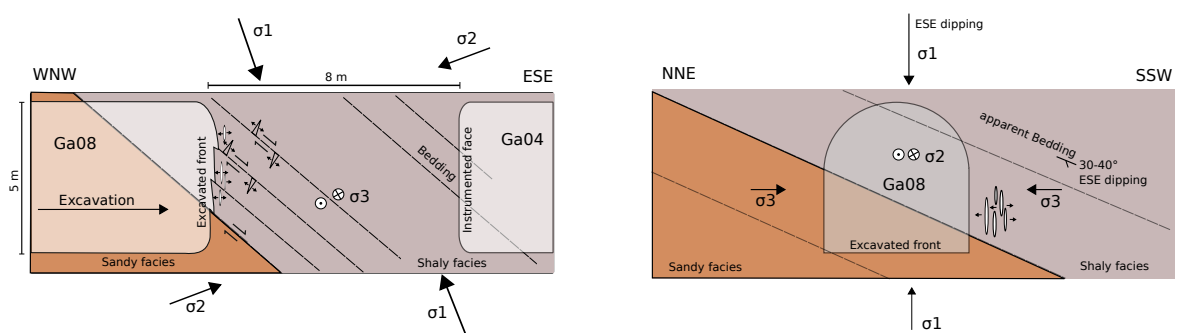 σ1
σ2
WNW
8 m
ESE
Ga08
Ga04
5 m
Excavation
Excavated front
Bedding
Instrumented face
σ3
Sandy facies
Shaly facies
σ2
σ1
ESE dipping
σ1
NNE
SSW
apparent Bedding
30-40°
ESE dipping
σ2
Ga08
σ3
σ3
Excavated front
Sandy facies
Shaly facies
σ1